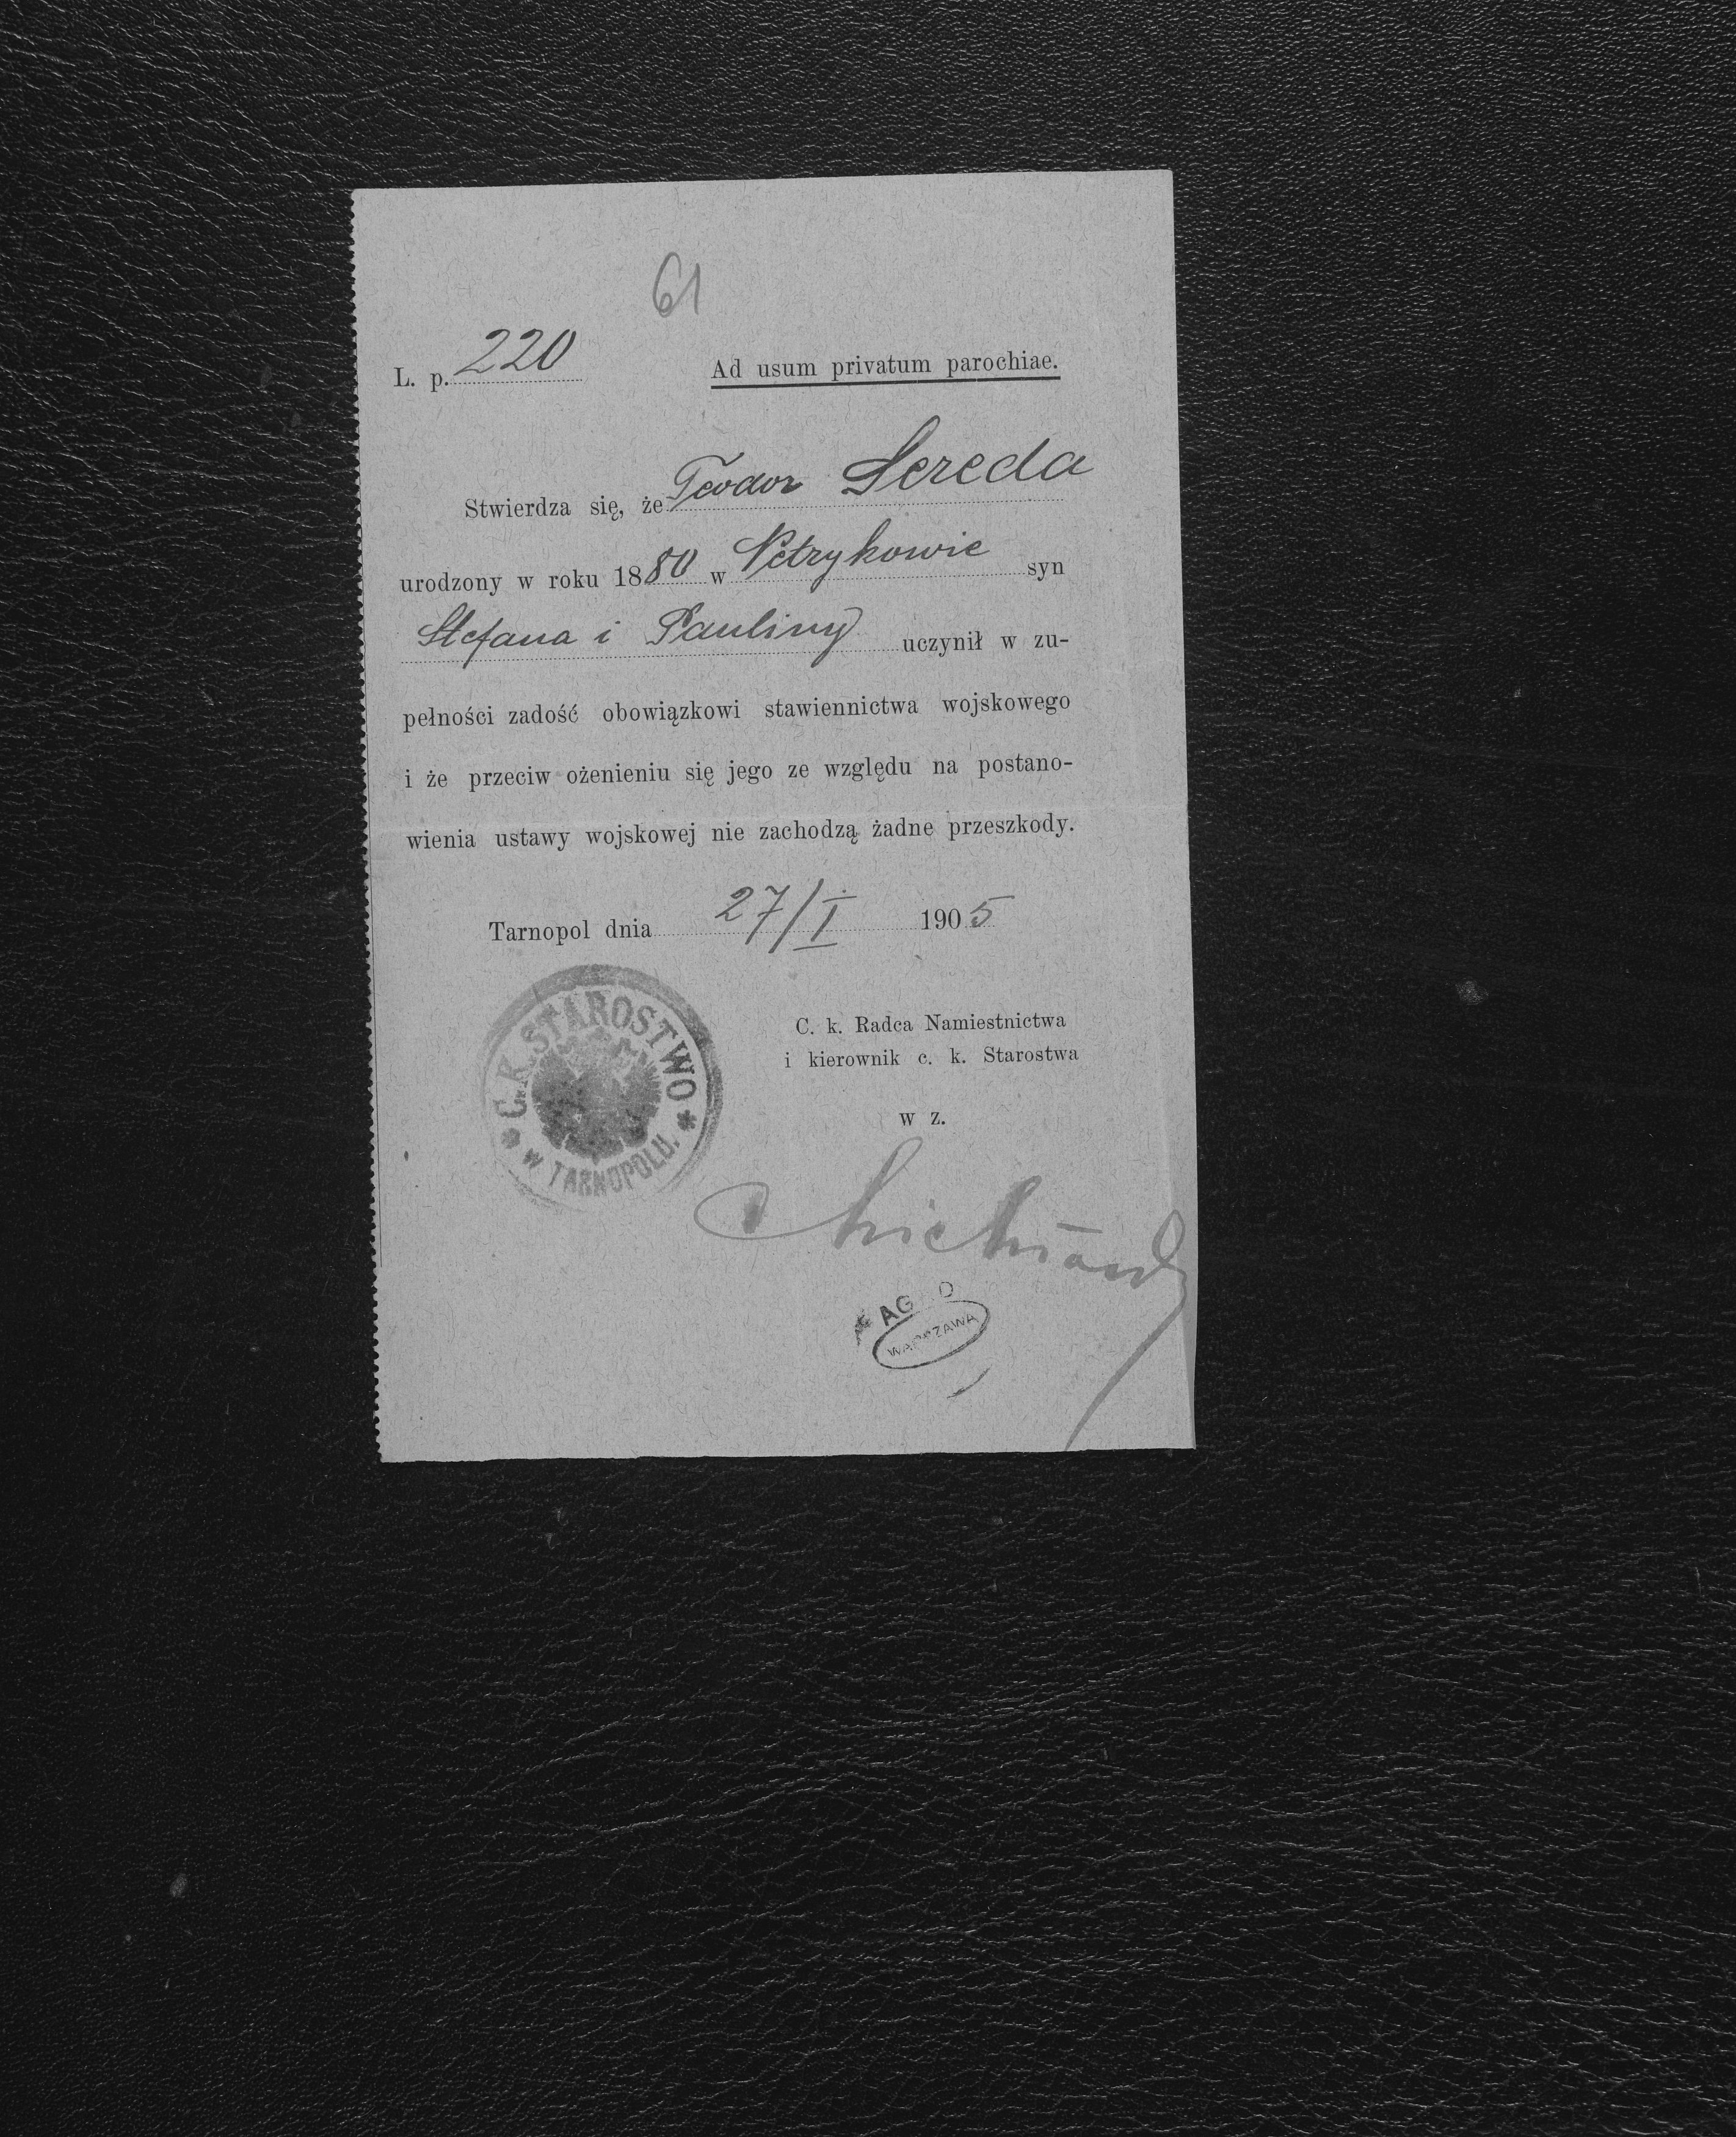 61
L. p. 220
Ad usum privatum parochiae.
Stwierdza się, że Teodor Sereda
urodzony w roku 1880 w Petrykowie syn
Stefana i Pauliny uczynił w zu-
pełności zadość obowiązkowi stawiennictwa wojskowego
i że przeciw ożenieniu się jego ze względu na postano-
wienia ustawy wojskowej nie zachodzą żadne przeszkody.
Tarnopol dnia 27/I 1905
C. k. Radca Namiestnictwa
i kierownik c. k. Starostwa
w z.
C.K. STAROSTWO
w TARNOPOLU.
AG D
WARSZAWA